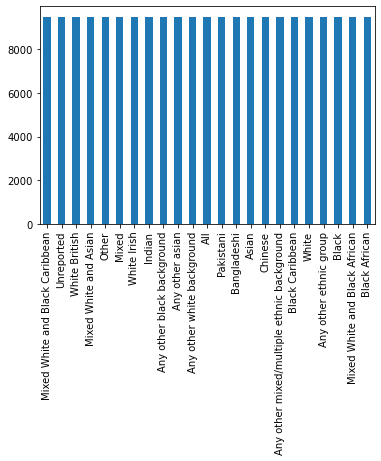 8000
6000
4000
2000
0
Mixed White and Black Caribbean
Unreported
White British
Mixed White and Asian
Other
Mixed
White Irish
Indian
Any other black background
Any other asian
Any other white background
All
Pakistani
Bangladeshi
Asian
Chinese
Any other mixed/multiple ethnic background
Black Caribbean
White
Any other ethnic group
Black
Mixed White and Black African
Black African